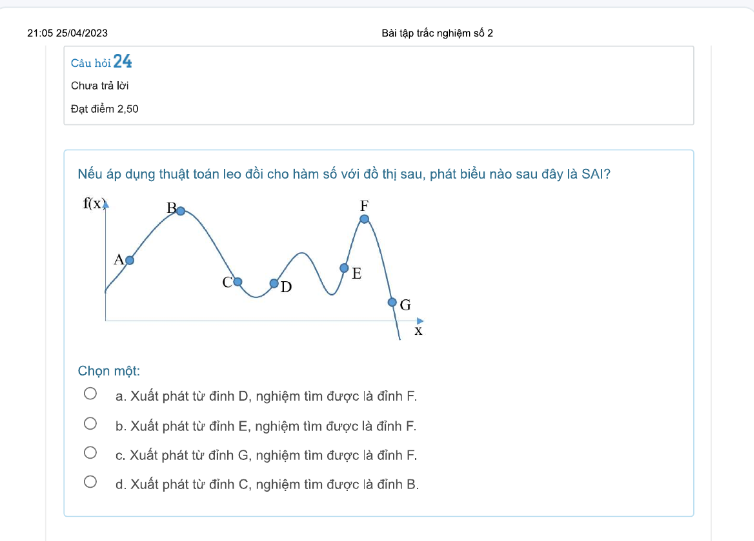 21:05 25/04/2023 Bài tập trắc nghiệm số 2
Câu hỏi 24
Chưa trả lời
Đạt điểm 2,50
Nếu áp dụng thuật toán leo đồi cho hàm số với đồ thị sau, phát biểu nào sau đây là SAI?
f(x)
B
F
A
E
C
D
G
x
Chọn một:
a. Xuất phát từ đỉnh D, nghiệm tìm được là đỉnh F.
b. Xuất phát từ đỉnh E, nghiệm tìm được là đỉnh F.
c. Xuất phát từ đỉnh G, nghiệm tìm được là đỉnh F.
d. Xuất phát từ đỉnh C, nghiệm tìm được là đỉnh B.